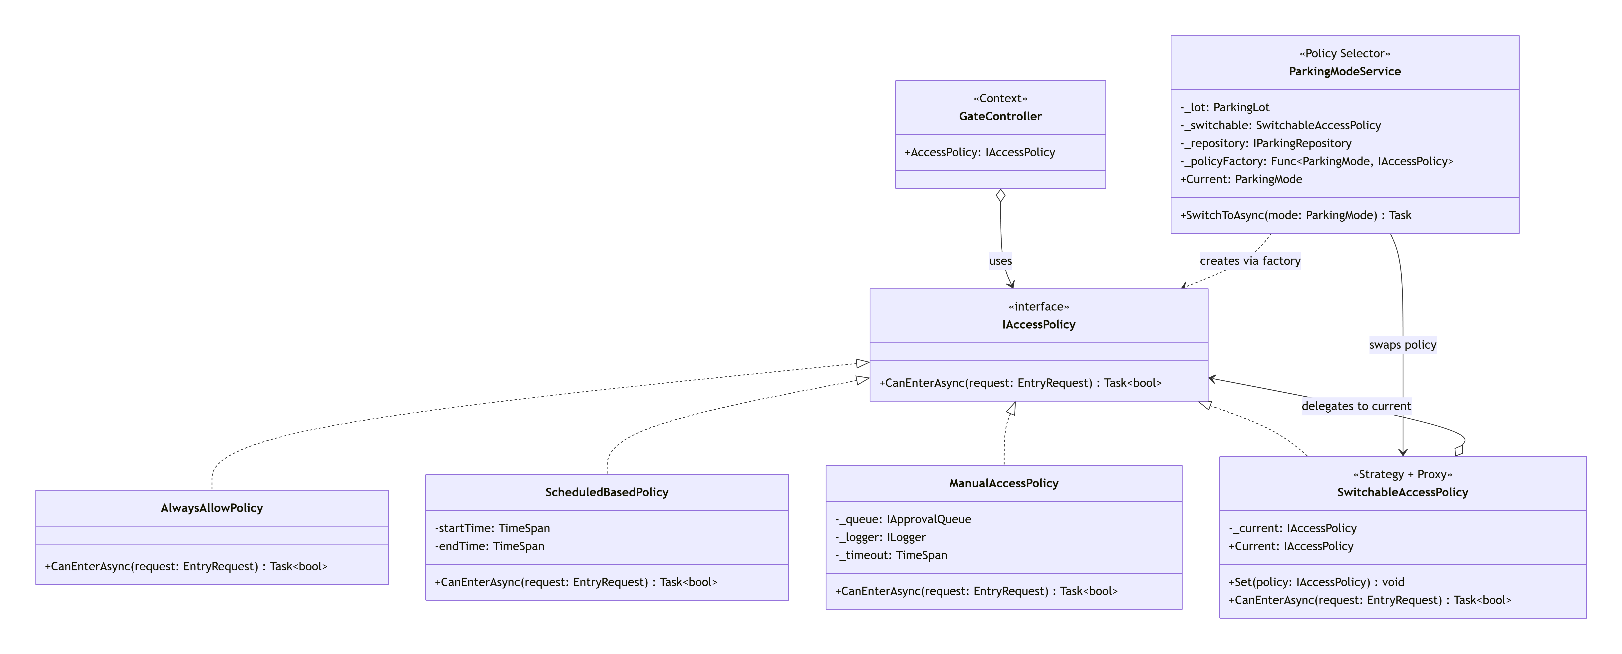 «Policy Selector»
ParkingModeService
-_lot: ParkingLot
-_switchable: SwitchableAccessPolicy
-_repository: IParkingRepository
-_policyFactory: Func<ParkingMode, IAccessPolicy>
+Current: ParkingMode
+SwitchToAsync(mode: ParkingMode) : Task
«Context»
GateController
+AccessPolicy: IAccessPolicy
uses
creates via factory
«interface»
IAccessPolicy
+CanEnterAsync(request: EntryRequest) : Task<bool>
swaps policy
delegates to current
AlwaysAllowPolicy
+CanEnterAsync(request: EntryRequest) : Task<bool>
ScheduledBasedPolicy
-startTime: TimeSpan
-endTime: TimeSpan
+CanEnterAsync(request: EntryRequest) : Task<bool>
ManualAccessPolicy
-_queue: IApprovalQueue
-_logger: ILogger
-_timeout: TimeSpan
+CanEnterAsync(request: EntryRequest) : Task<bool>
«Strategy + Proxy»
SwitchableAccessPolicy
-_current: IAccessPolicy
+Current: IAccessPolicy
+Set(policy: IAccessPolicy) : void
+CanEnterAsync(request: EntryRequest) : Task<bool>